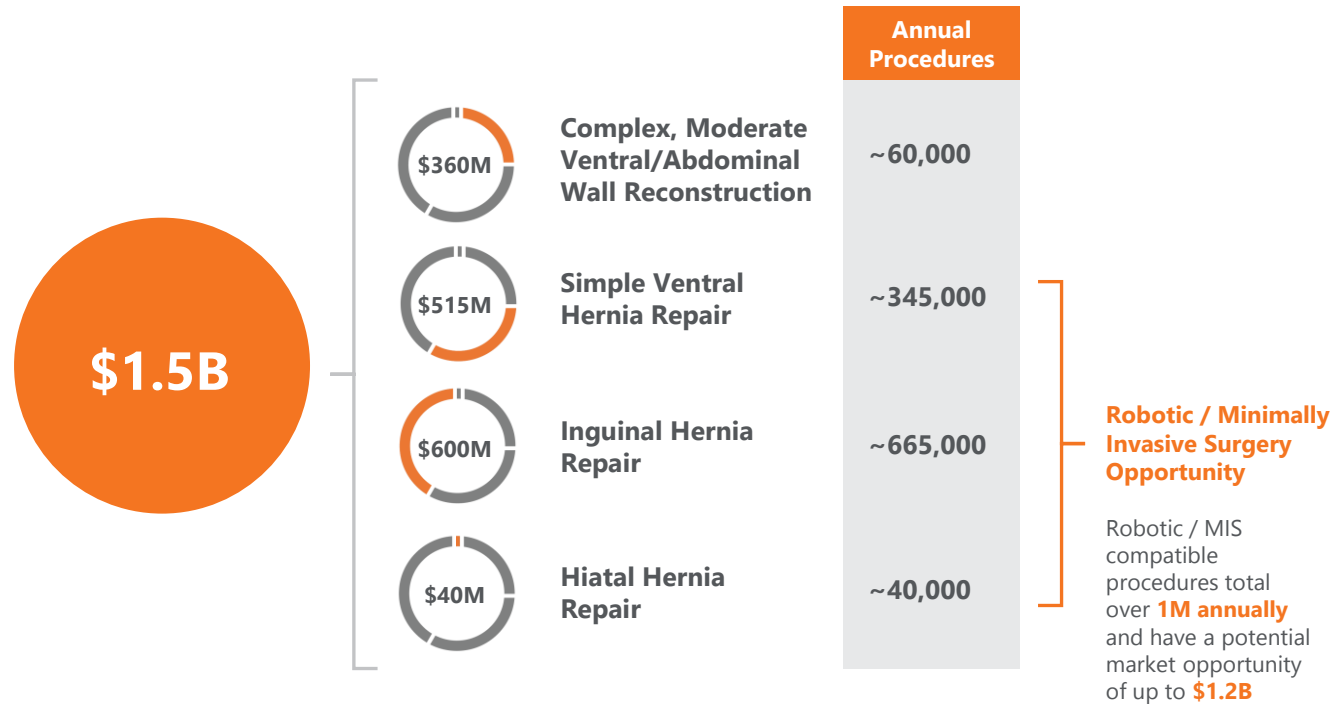 $1.5B
Annual
Procedures
$360M
Complex, Moderate
Ventral/Abdominal
Wall Reconstruction
~60,000
$515M
Simple Ventral
Hernia Repair
~345,000
$600M
Inguinal Hernia
Repair
~665,000
$40M
Hiatal Hernia
Repair
~40,000
Robotic / Minimally
Invasive Surgery
Opportunity
Robotic / MIS
compatible
procedures total
over 1M annually
and have a potential
market opportunity
of up to $1.2B